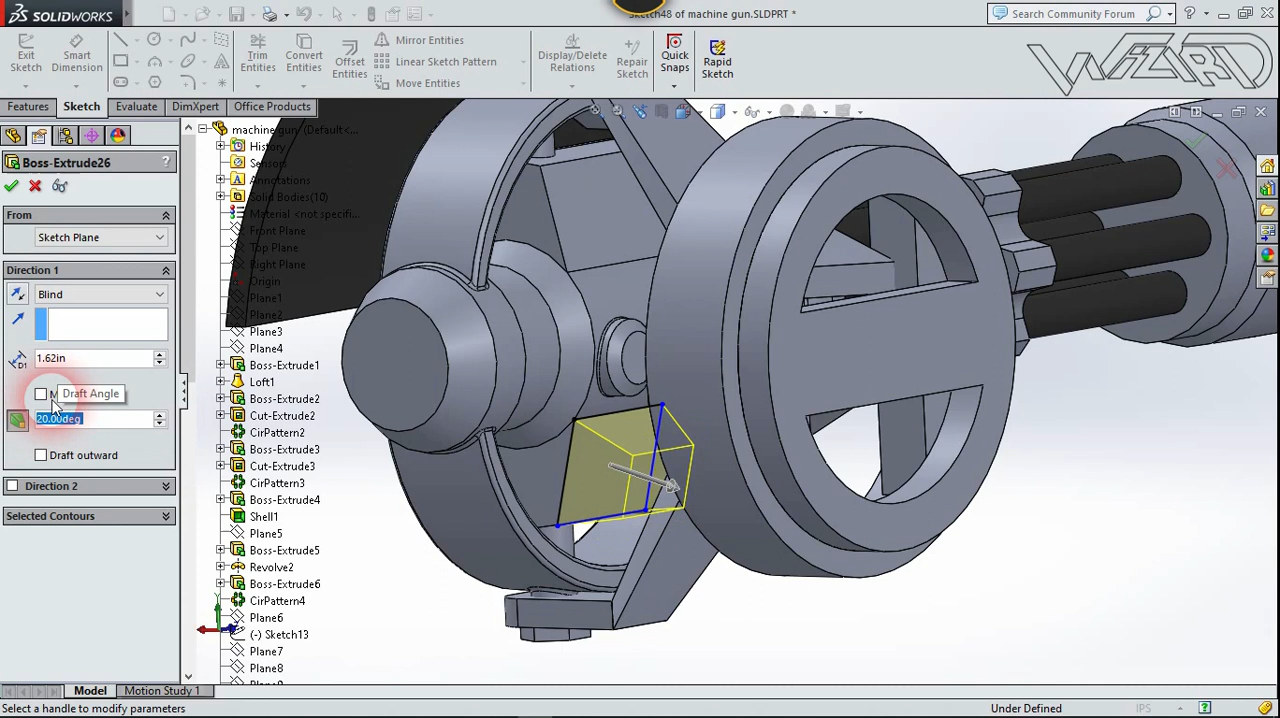 SOLIDWORKS
Sketch48 of machine gun.SLDPRT *
Search Community Forum
Exit Sketch
Smart Dimension
Trim Entities
Convert Entities
Offset Entities
Mirror Entities
Linear Sketch Pattern
Move Entities
Display/Delete Relations
Repair Sketch
Quick Snaps
Rapid Sketch
WIZARD
Features
Sketch
Evaluate
DimXpert
Office Products
Boss-Extrude26
?
From
Sketch Plane
Direction 1
Blind
D1
1.62in
M
Draft Angle
20.00deg
Draft outward
Direction 2
Selected Contours
machine gun (Default<...
History
Sensors
Annotations
Solid Bodies(10)
Material <not specifi...
Front Plane
Top Plane
Right Plane
Origin
Plane1
Plane2
Plane3
Plane4
Boss-Extrude1
Loft1
Boss-Extrude2
Cut-Extrude2
CirPattern2
Boss-Extrude3
Cut-Extrude3
CirPattern3
Boss-Extrude4
Shell1
Plane5
Boss-Extrude5
Revolve2
Boss-Extrude6
CirPattern4
Plane6
(-) Sketch13
Plane7
Plane8
Model
Motion Study 1
Select a handle to modify parameters
Under Defined
IPS